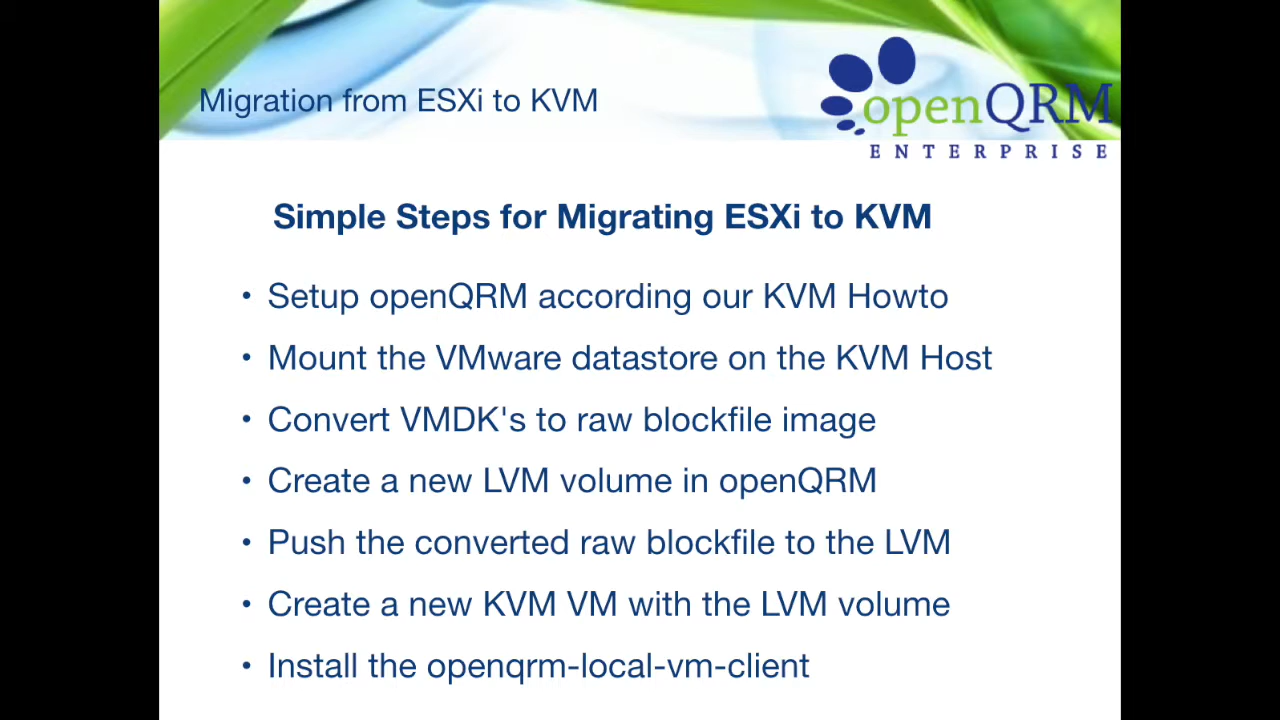 Migration from ESXi to KVM
openQRM
ENTERPRISE
Simple Steps for Migrating ESXi to KVM
• Setup openQRM according our KVM Howto
• Mount the VMware datastore on the KVM Host
• Convert VMDK's to raw blockfile image
• Create a new LVM volume in openQRM
• Push the converted raw blockfile to the LVM
• Create a new KVM VM with the LVM volume
• Install the openqrm-local-vm-client